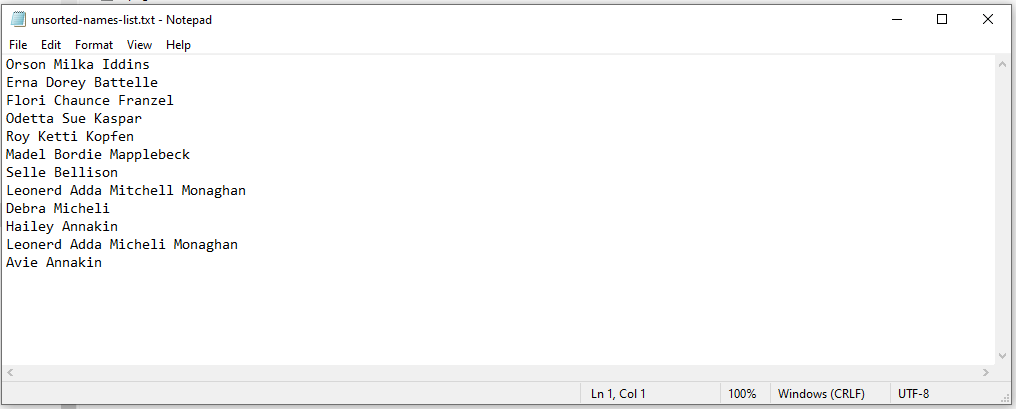 unsorted-names-list.txt - Notepad
File Edit Format View Help
Orson Milka Iddins
Erna Dorey Battelle
Flori Chaunce Franzel
Odetta Sue Kaspar
Roy Ketti Kopfen
Madel Bordie Mapplebeck
Selle Bellison
Leonerd Adda Mitchell Monaghan
Debra Micheli
Hailey Annakin
Leonerd Adda Micheli Monaghan
Avie Annakin
Ln 1, Col 1 100% Windows (CRLF) UTF-8